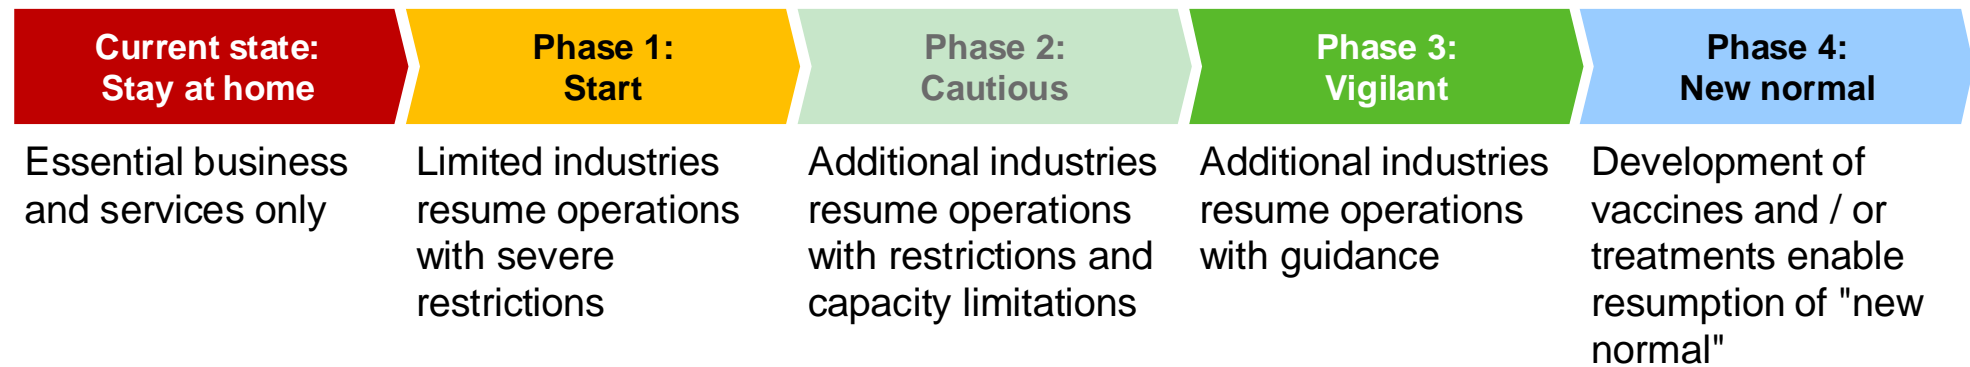 Current state:
Stay at home
Essential business
and services only
Phase 1:
Start
Limited industries
resume operations
with severe
restrictions
Phase 2:
Cautious
Additional industries
resume operations
with restrictions and
capacity limitations
Phase 3:
Vigilant
Additional industries
resume operations
with guidance
Phase 4:
New normal
Development of
vaccines and / or
treatments enable
resumption of "new
normal"